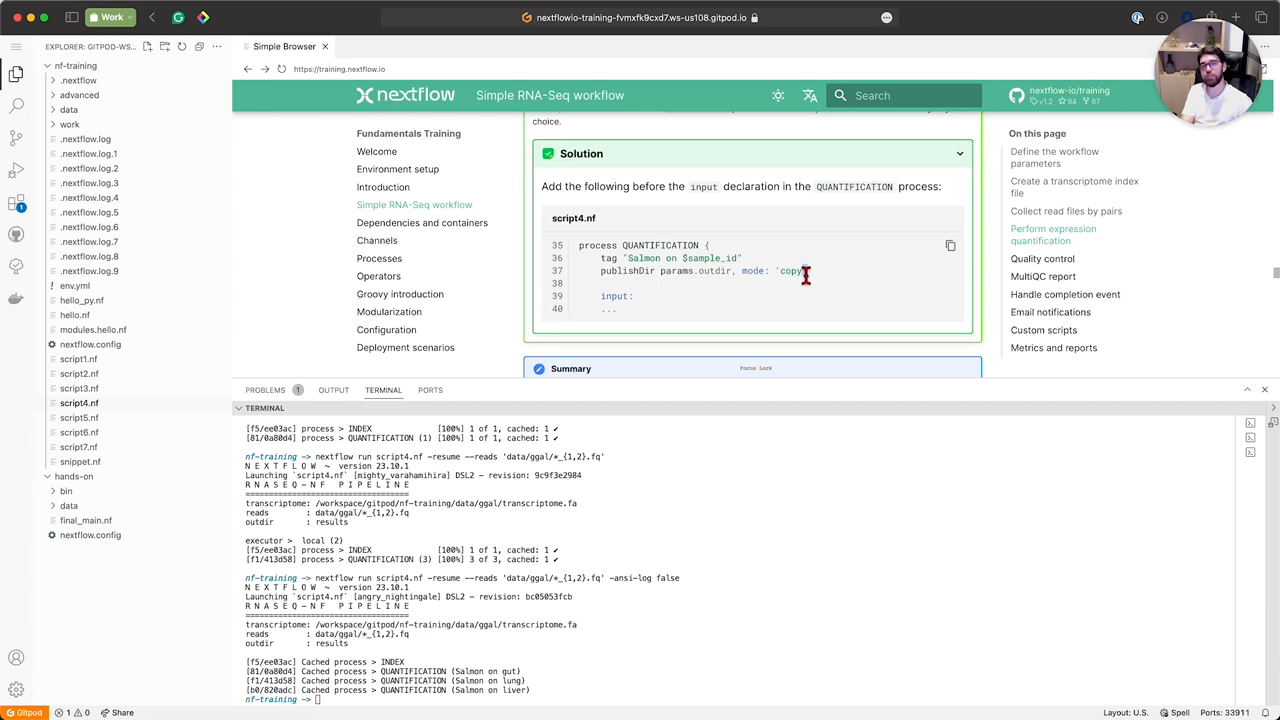 Work
nextflowio-training-fvmxfk9cxd7.ws-us108.gitpod.io
EXPLORER: GITPOD-WS...
nf-training
.nextflow
advanced
data
work
.nextflow.log
.nextflow.log.1
.nextflow.log.2
.nextflow.log.3
.nextflow.log.4
.nextflow.log.5
.nextflow.log.6
.nextflow.log.7
.nextflow.log.8
.nextflow.log.9
env.yml
hello_py.nf
hello.nf
modules.hello.nf
nextflow.config
script1.nf
script2.nf
script3.nf
script4.nf
script5.nf
script6.nf
script7.nf
snippet.nf
hands-on
bin
data
final_main.nf
nextflow.config
1
Simple Browser
https://training.nextflow.io
nextflow
Simple RNA-Seq workflow
Search
nextflow-io/training
v1.2 94 87
Fundamentals Training
Welcome
Environment setup
Introduction
Simple RNA-Seq workflow
Dependencies and containers
Channels
Processes
Operators
Groovy introduction
Modularization
Configuration
Deployment scenarios
choice.
Solution
Add the following before the input declaration in the QUANTIFICATION process:
script4.nf
35 process QUANTIFICATION {
36 tag "Salmon on $sample_id"
37 publishDir params.outdir, mode: 'copy'
38
39 input:
40 ...
Summary
Focus Lock
On this page
Define the workflow
parameters
Create a transcriptome index
file
Collect read files by pairs
Perform expression
quantification
Quality control
MultiQC report
Handle completion event
Email notifications
Custom scripts
Metrics and reports
PROBLEMS 1 OUTPUT TERMINAL PORTS
TERMINAL
[f5/ee03ac] process > INDEX [100%] 1 of 1, cached: 1 ✔
[81/0a80d4] process > QUANTIFICATION (1) [100%] 1 of 1, cached: 1 ✔
nf-training -> nextflow run script4.nf -resume --reads 'data/ggal/*_{1,2}.fq'
N E X T F L O W ~ version 23.10.1
Launching `script4.nf` [mighty_varahamihira] DSL2 - revision: 9c9f3e2984
R N A S E Q - N F P I P E L I N E
===================================
transcriptome: /workspace/gitpod/nf-training/data/ggal/transcriptome.fa
reads : data/ggal/*_{1,2}.fq
outdir : results
executor > local (2)
[f5/ee03ac] process > INDEX [100%] 1 of 1, cached: 1 ✔
[f1/413d58] process > QUANTIFICATION (3) [100%] 3 of 3, cached: 1 ✔
nf-training -> nextflow run script4.nf -resume --reads 'data/ggal/*_{1,2}.fq' -ansi-log false
N E X T F L O W ~ version 23.10.1
Launching `script4.nf` [angry_nightingale] DSL2 - revision: bc05053fcb
R N A S E Q - N F P I P E L I N E
===================================
transcriptome: /workspace/gitpod/nf-training/data/ggal/transcriptome.fa
reads : data/ggal/*_{1,2}.fq
outdir : results
[f5/ee03ac] Cached process > INDEX
[81/0a80d4] Cached process > QUANTIFICATION (Salmon on gut)
[f1/413d58] Cached process > QUANTIFICATION (Salmon on lung)
[b0/820adc] Cached process > QUANTIFICATION (Salmon on liver)
nf-training ->
Gitpod 1 0 Share
Layout: U.S. Spell Ports: 33911